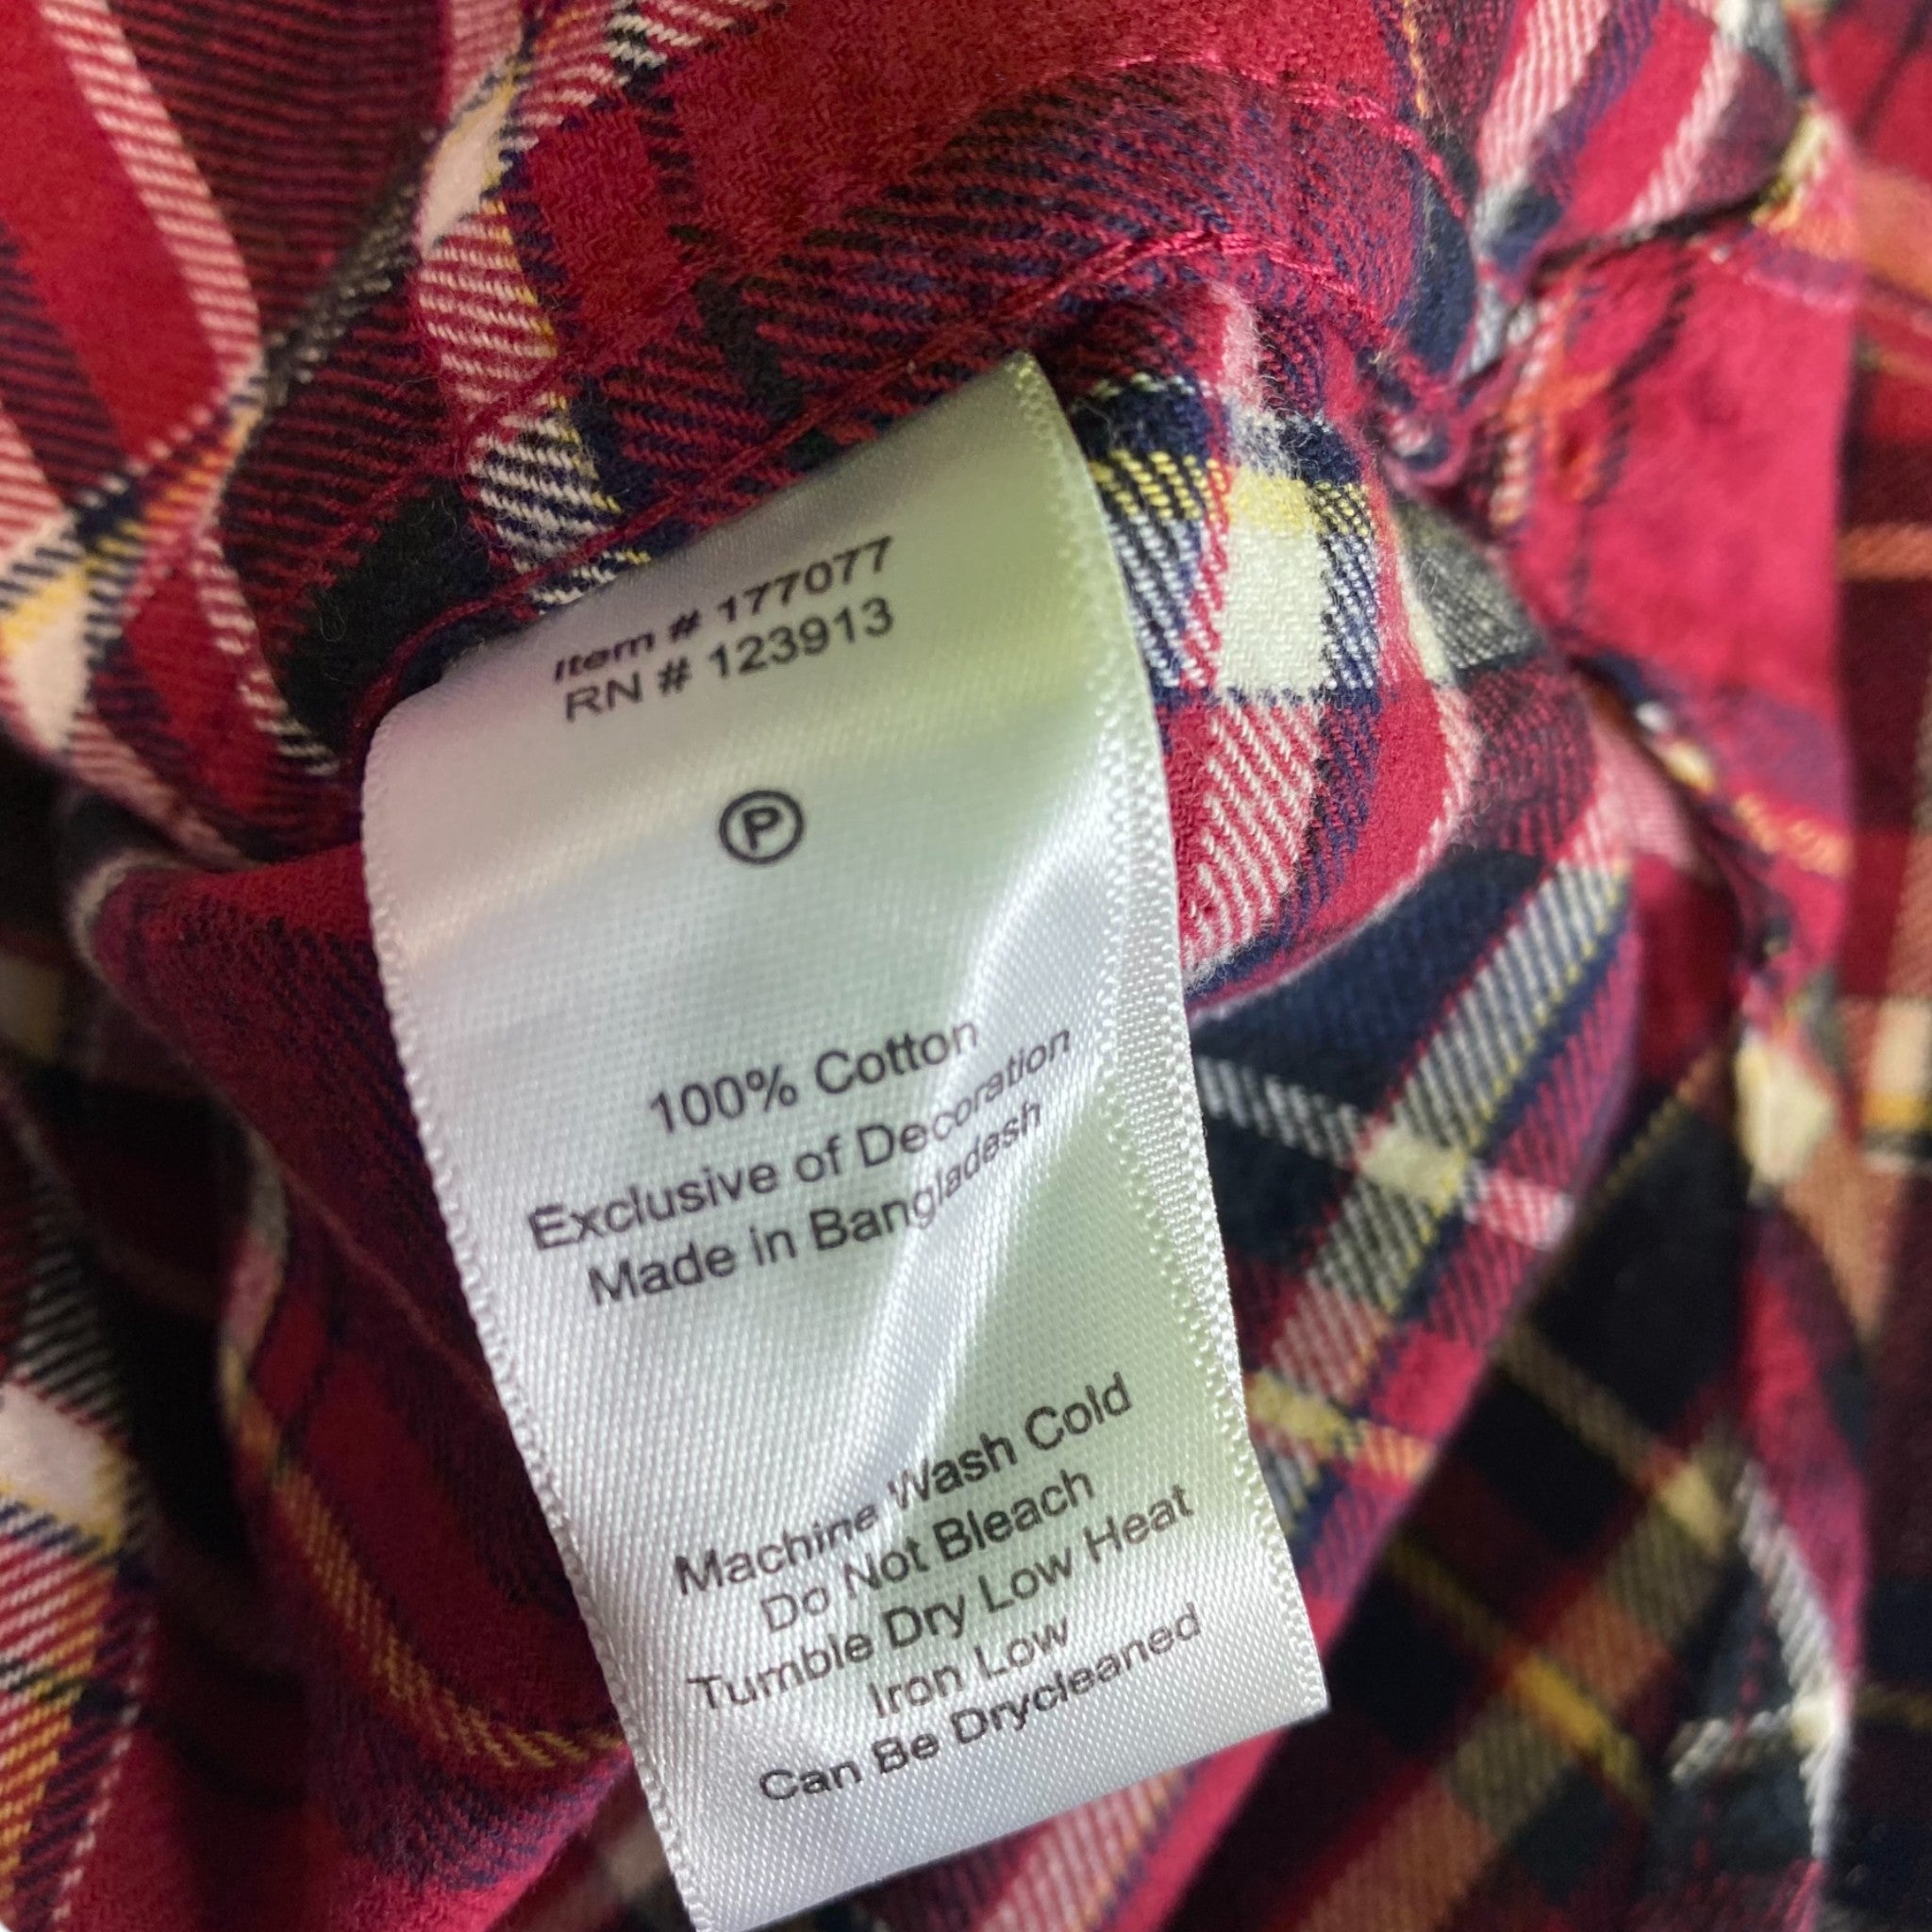 Item # 177077
RN # 123913
P
100% Cotton
Exclusive of Decoration
Made in Bangladesh
Machine Wash Cold
Do Not Bleach
Tumble Dry Low Heat
Iron Low
Can Be Drycleaned